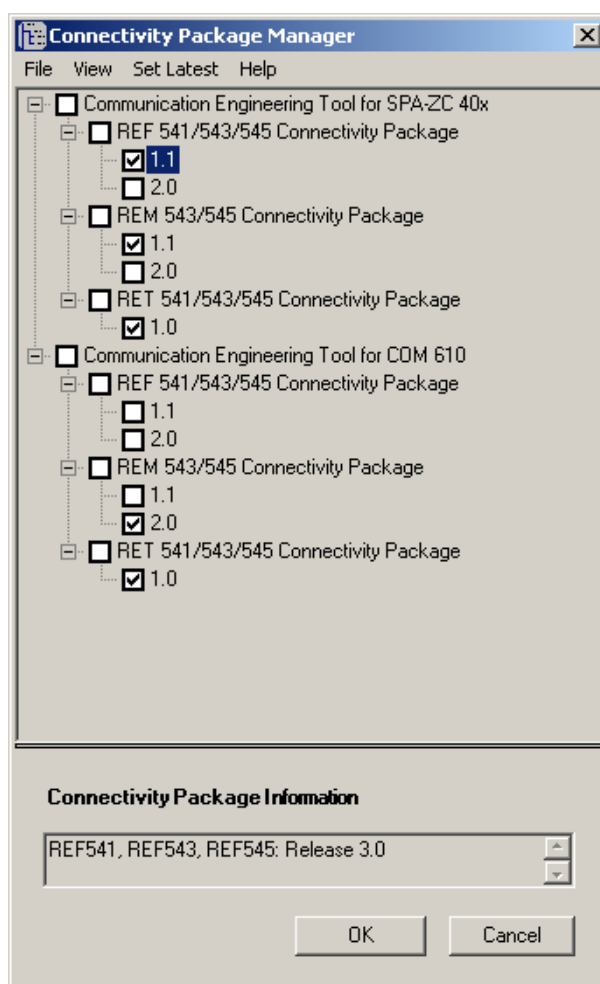 Connectivity Package Manager
File View Set Latest Help
Communication Engineering Tool for SPA-ZC 40x
REF 541/543/545 Connectivity Package
1.1
2.0
REM 543/545 Connectivity Package
1.1
2.0
RET 541/543/545 Connectivity Package
1.0
Communication Engineering Tool for COM 610
REF 541/543/545 Connectivity Package
1.1
2.0
REM 543/545 Connectivity Package
1.1
2.0
RET 541/543/545 Connectivity Package
1.0
Connectivity Package Information
REF541, REF543, REF545: Release 3.0
OK Cancel